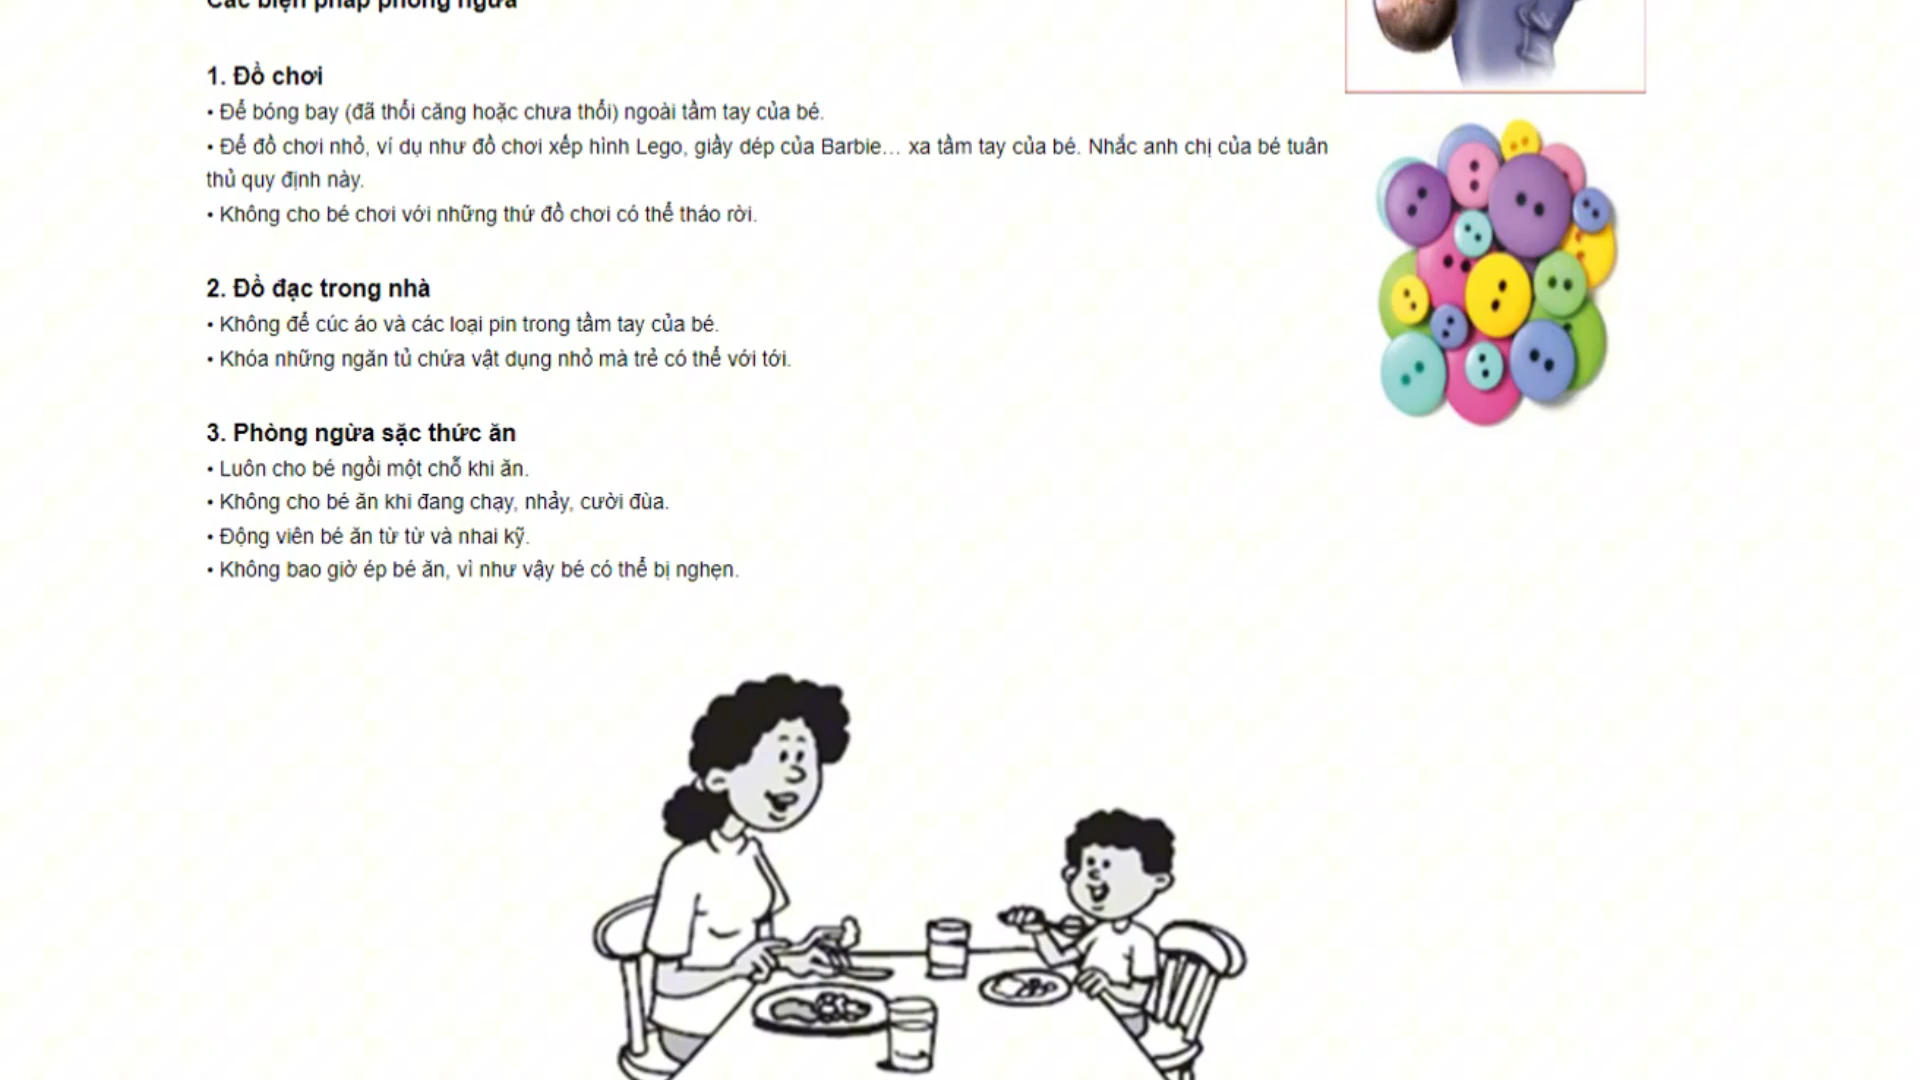 Các biện pháp phòng ngừa
1. Đồ chơi
• Để bóng bay (đã thổi căng hoặc chưa thổi) ngoài tầm tay của bé.
• Để đồ chơi nhỏ, ví dụ như đồ chơi xếp hình Lego, giầy dép của Barbie... xa tầm tay của bé. Nhắc anh chị của bé tuân
thủ quy định này.
• Không cho bé chơi với những thứ đồ chơi có thể tháo rời.
2. Đồ đạc trong nhà
• Không để cúc áo và các loại pin trong tầm tay của bé.
• Khóa những ngăn tủ chứa vật dụng nhỏ mà trẻ có thể với tới.
3. Phòng ngừa sặc thức ăn
• Luôn cho bé ngồi một chỗ khi ăn.
• Không cho bé ăn khi đang chạy, nhảy, cười đùa.
• Động viên bé ăn từ từ và nhai kỹ.
• Không bao giờ ép bé ăn, vì như vậy bé có thể bị nghẹn.